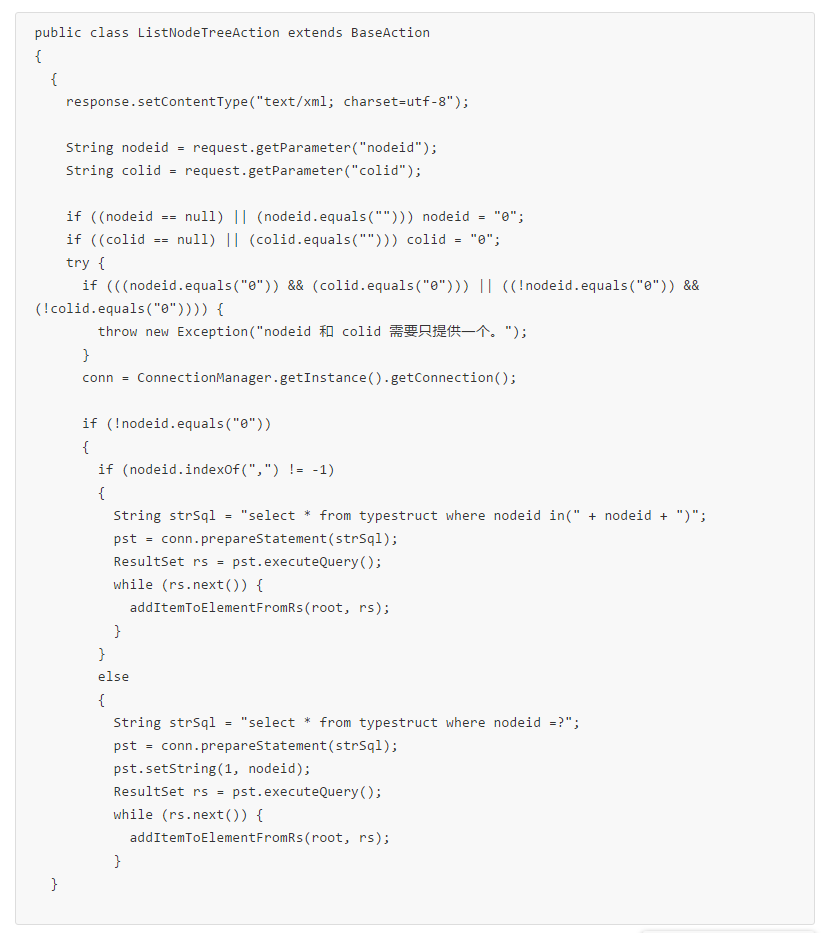 public class ListNodeTreeAction extends BaseAction
{
{
response.setContentType("text/xml; charset=utf-8");
String nodeid = request.getParameter("nodeid");
String colid = request.getParameter("colid");
if ((nodeid == null) || (nodeid.equals(""))) nodeid = "0";
if ((colid == null) || (colid.equals(""))) colid = "0";
try {
if (((nodeid.equals("0")) && (colid.equals("0"))) || ((!nodeid.equals("0")) &&
(!colid.equals("0")))) {
throw new Exception("nodeid 和 colid 需要只提供一个。");
}
conn = ConnectionManager.getInstance().getConnection();
if (!nodeid.equals("0"))
{
if (nodeid.indexOf(",") != -1)
{
String strSql = "select * from typestruct where nodeid in(" + nodeid + ")";
pst = conn.prepareStatement(strSql);
ResultSet rs = pst.executeQuery();
while (rs.next()) {
addItemToElementFromRs(root, rs);
}
}
else
{
String strSql = "select * from typestruct where nodeid =?";
pst = conn.prepareStatement(strSql);
pst.setString(1, nodeid);
ResultSet rs = pst.executeQuery();
while (rs.next()) {
addItemToElementFromRs(root, rs);
}
}